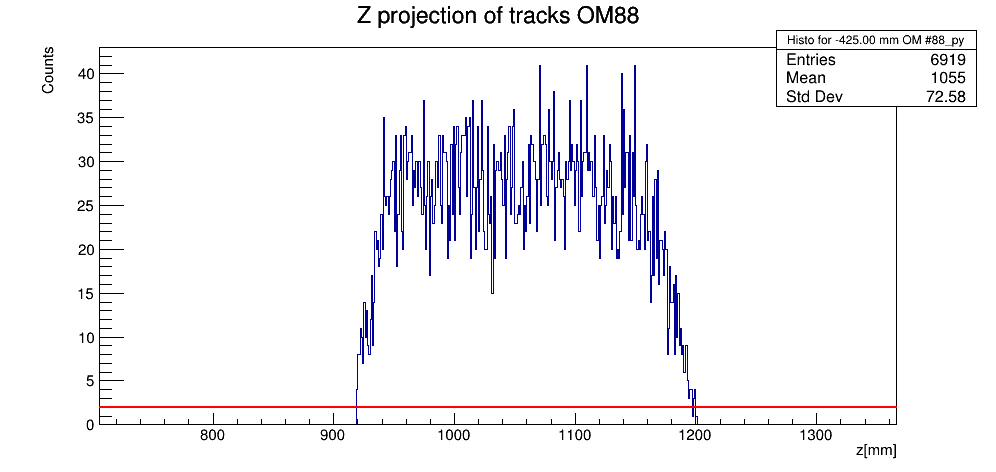 Z projection of tracks OM88
Histo for -425.00 mm OM #88_py
Entries 6919
Mean 1055
Std Dev 72.58
Counts
40
35
30
25
20
15
10
5
0
800 900 1000 1100 1200 1300
z[mm]